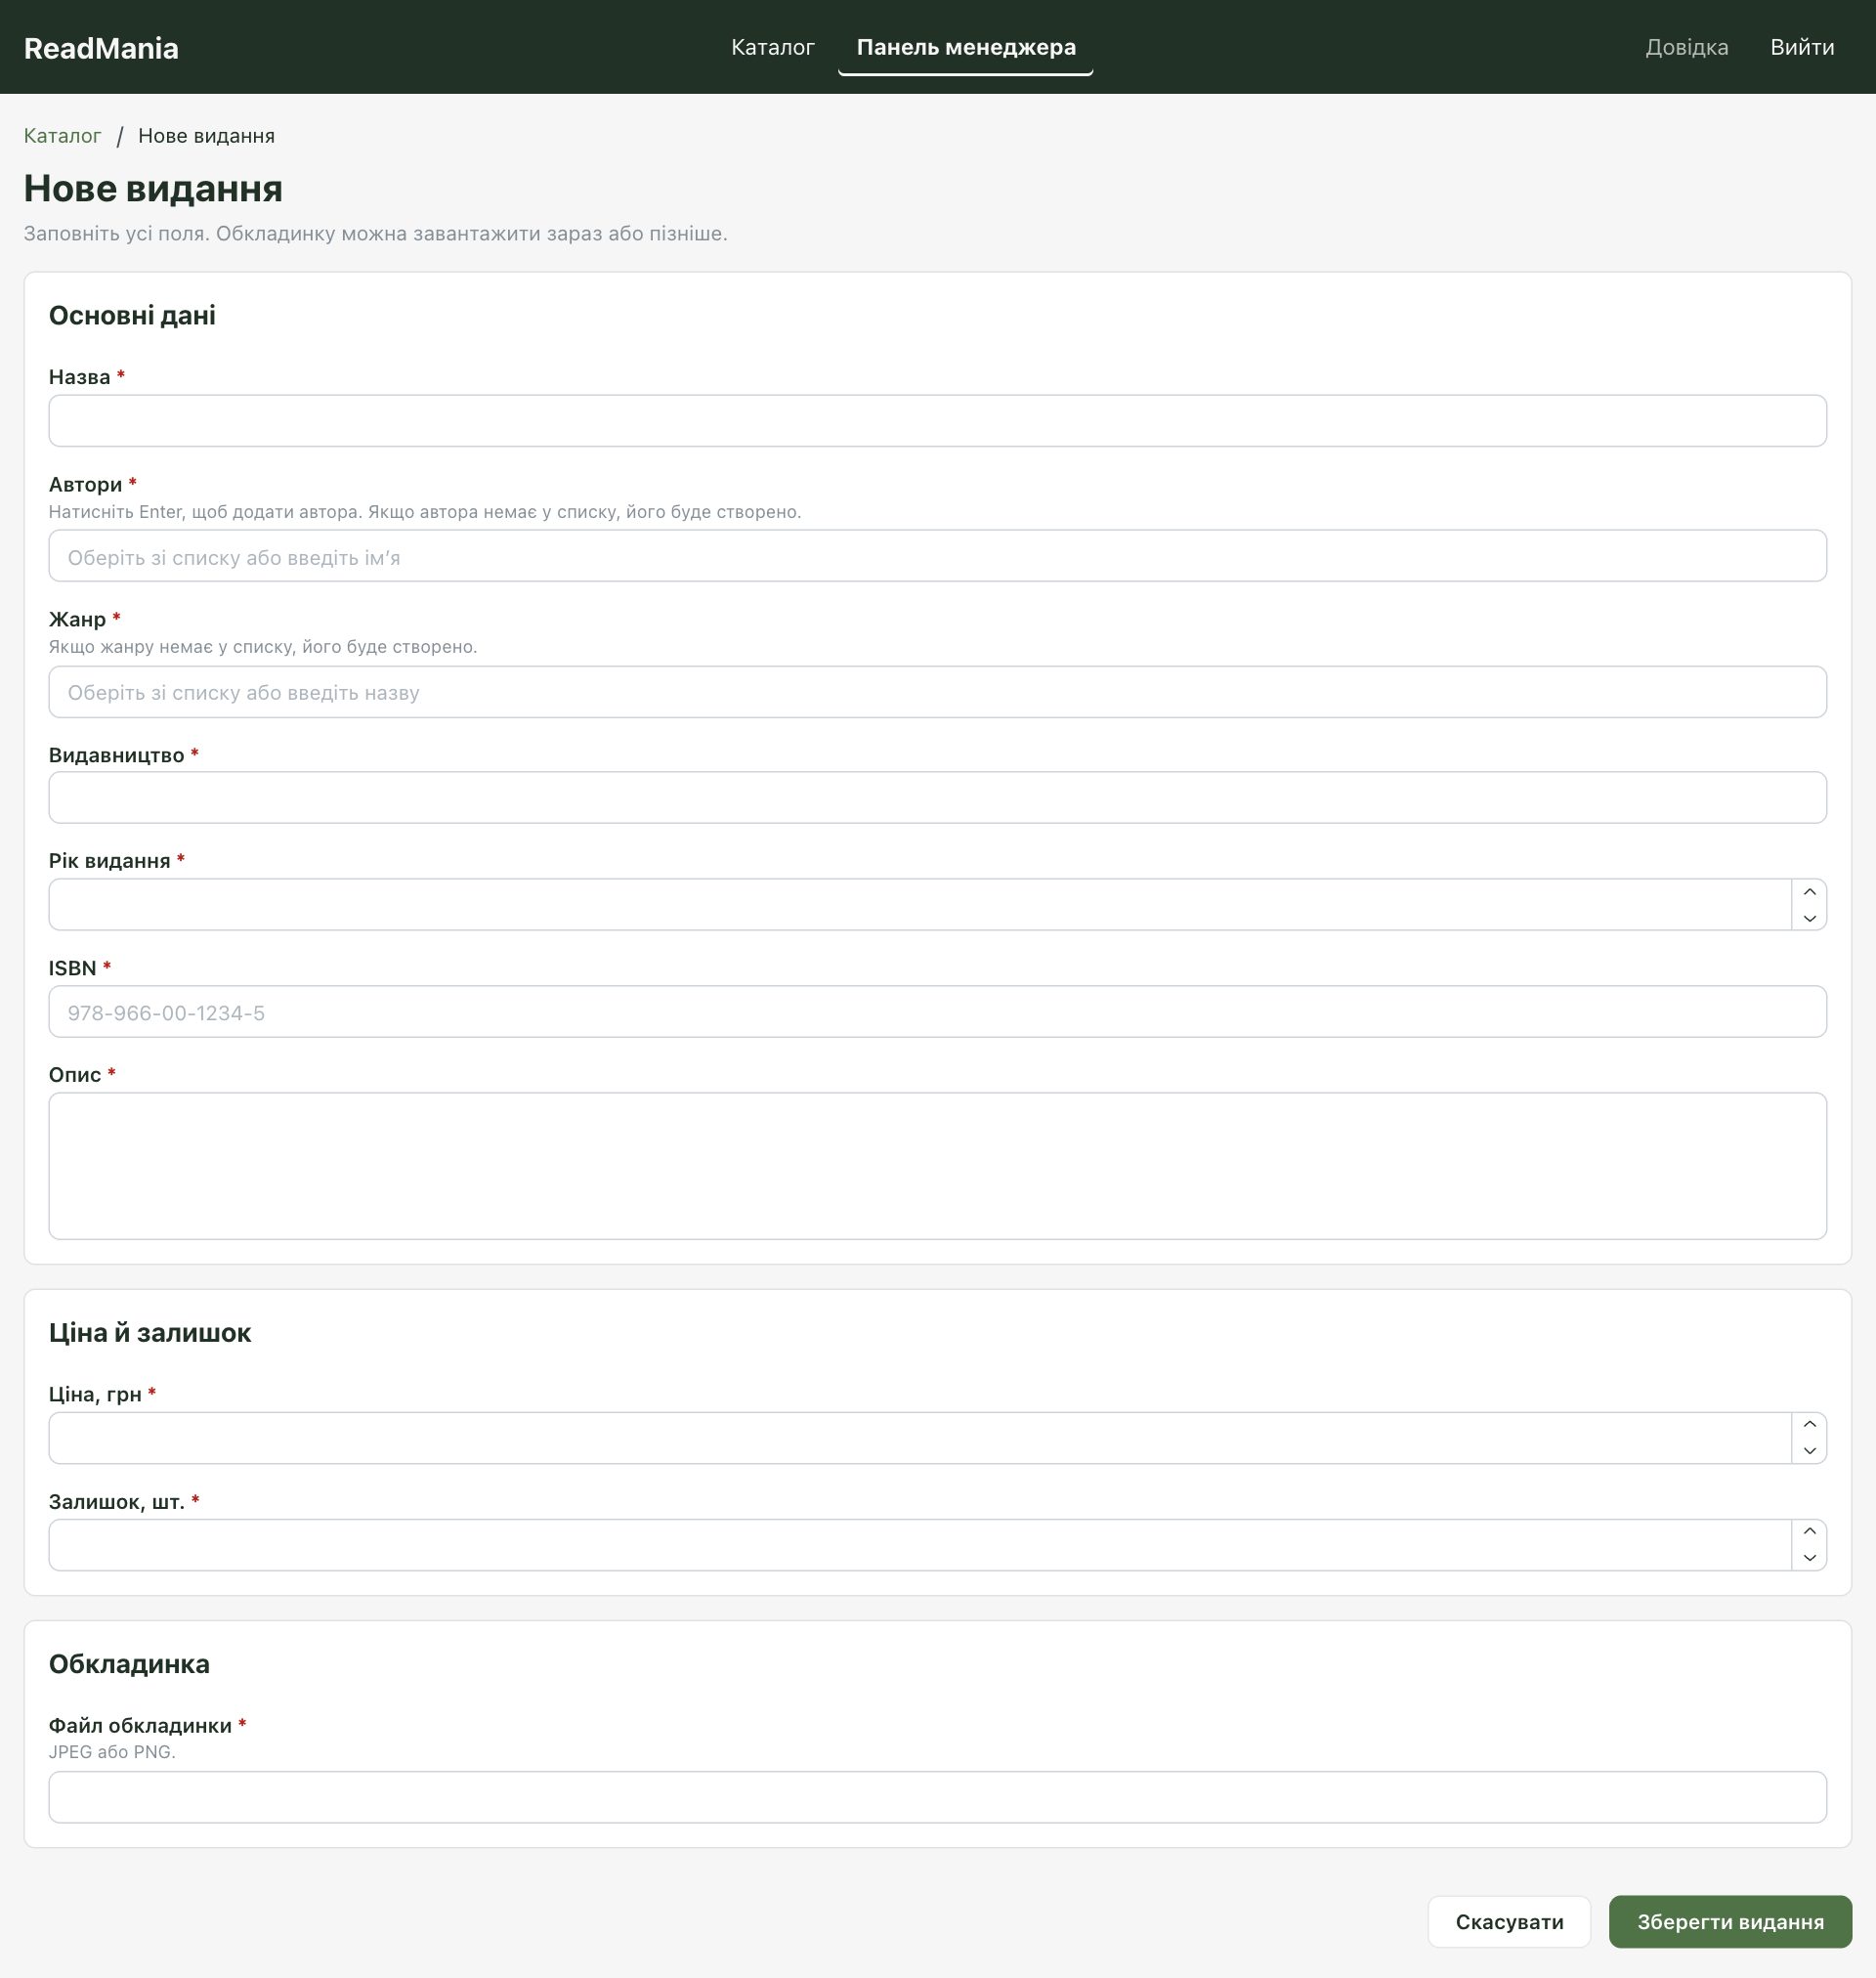 ReadMania
Каталог
Панель менеджера
Довідка
Вийти
Каталог / Нове видання
Нове видання
Заповніть усі поля. Обкладинку можна завантажити зараз або пізніше.
Основні дані
Назва *
Автори *
Натисніть Enter, щоб додати автора. Якщо автора немає у списку, його буде створено.
Оберіть зі списку або введіть ім’я
Жанр *
Якщо жанру немає у списку, його буде створено.
Оберіть зі списку або введіть назву
Видавництво *
Рік видання *
ISBN *
978-966-00-1234-5
Опис *
Ціна й залишок
Ціна, грн *
Залишок, шт. *
Обкладинка
Файл обкладинки *
JPEG або PNG.
Скасувати
Зберегти видання